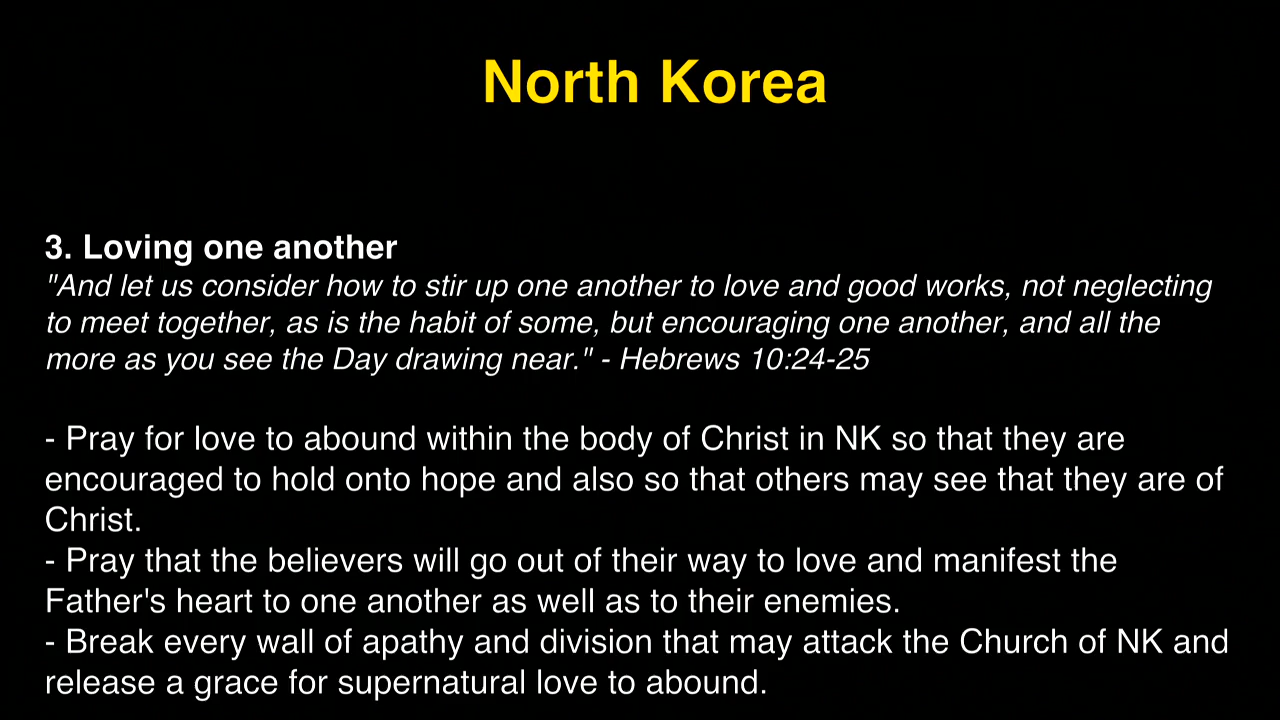 North Korea
3. Loving one another
"And let us consider how to stir up one another to love and good works, not neglecting
to meet together, as is the habit of some, but encouraging one another, and all the
more as you see the Day drawing near." - Hebrews 10:24-25
- Pray for love to abound within the body of Christ in NK so that they are
encouraged to hold onto hope and also so that others may see that they are of
Christ.
- Pray that the believers will go out of their way to love and manifest the
Father's heart to one another as well as to their enemies.
- Break every wall of apathy and division that may attack the Church of NK and
release a grace for supernatural love to abound.